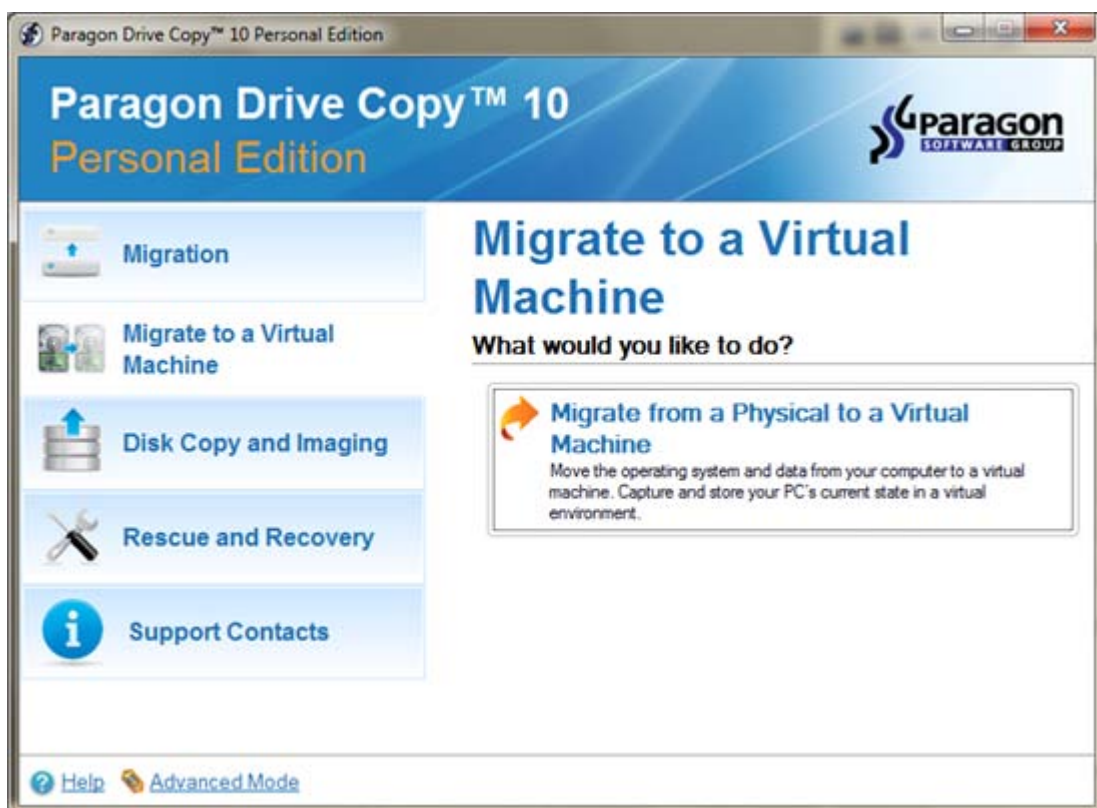 Paragon Drive Copy™ 10 Personal Edition
Paragon Drive Copy™ 10
Personal Edition
paragon
SOFTWARE GROUP
Migration
Migrate to a Virtual
Machine
Disk Copy and Imaging
Rescue and Recovery
Support Contacts
Migrate to a Virtual
Machine
What would you like to do?
Migrate from a Physical to a Virtual
Machine
Move the operating system and data from your computer to a virtual
machine. Capture and store your PC's current state in a virtual
environment.
Help
Advanced Mode